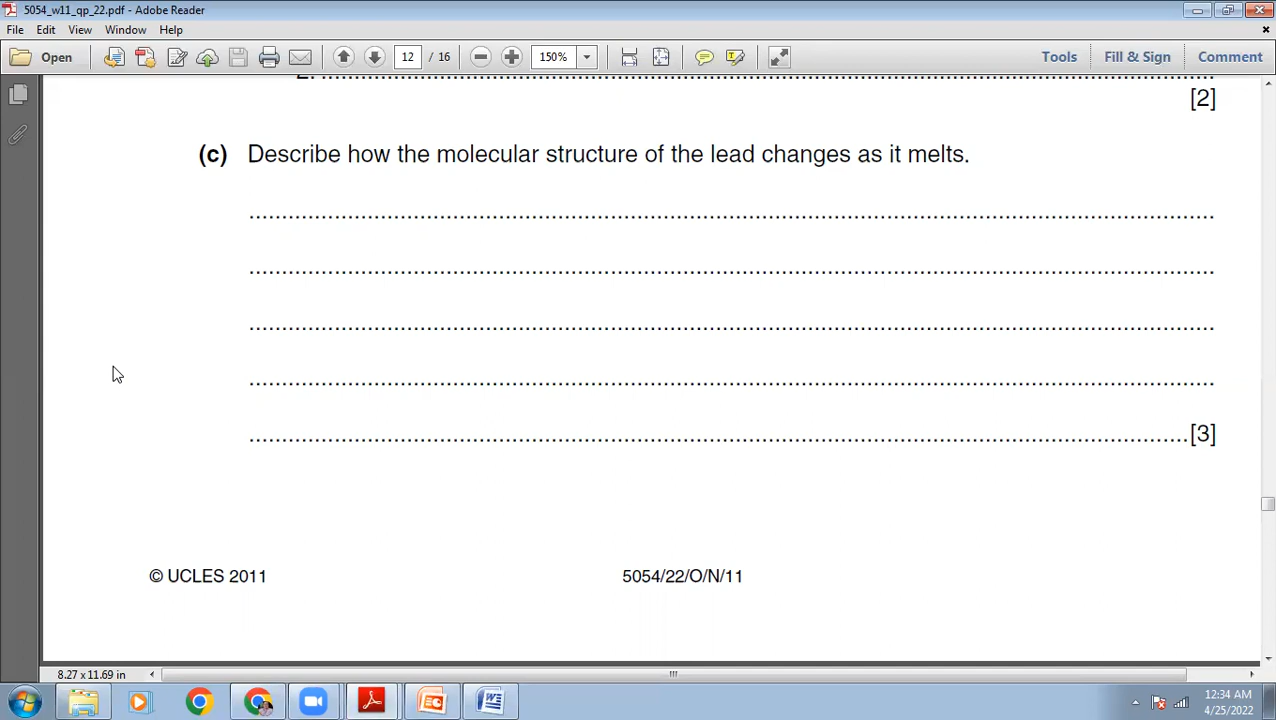 5054_w11_qp_22.pdf - Adobe Reader
File Edit View Window Help
Open 12 / 16 150% Tools Fill & Sign Comment
2. ........................................................................................................................................
[2]
(c) Describe how the molecular structure of the lead changes as it melts.
..................................................................................................................................................
..................................................................................................................................................
..................................................................................................................................................
..................................................................................................................................................
..............................................................................................................................................[3]
© UCLES 2011 5054/22/O/N/11
8.27 x 11.69 in
12:34 AM
4/25/2022